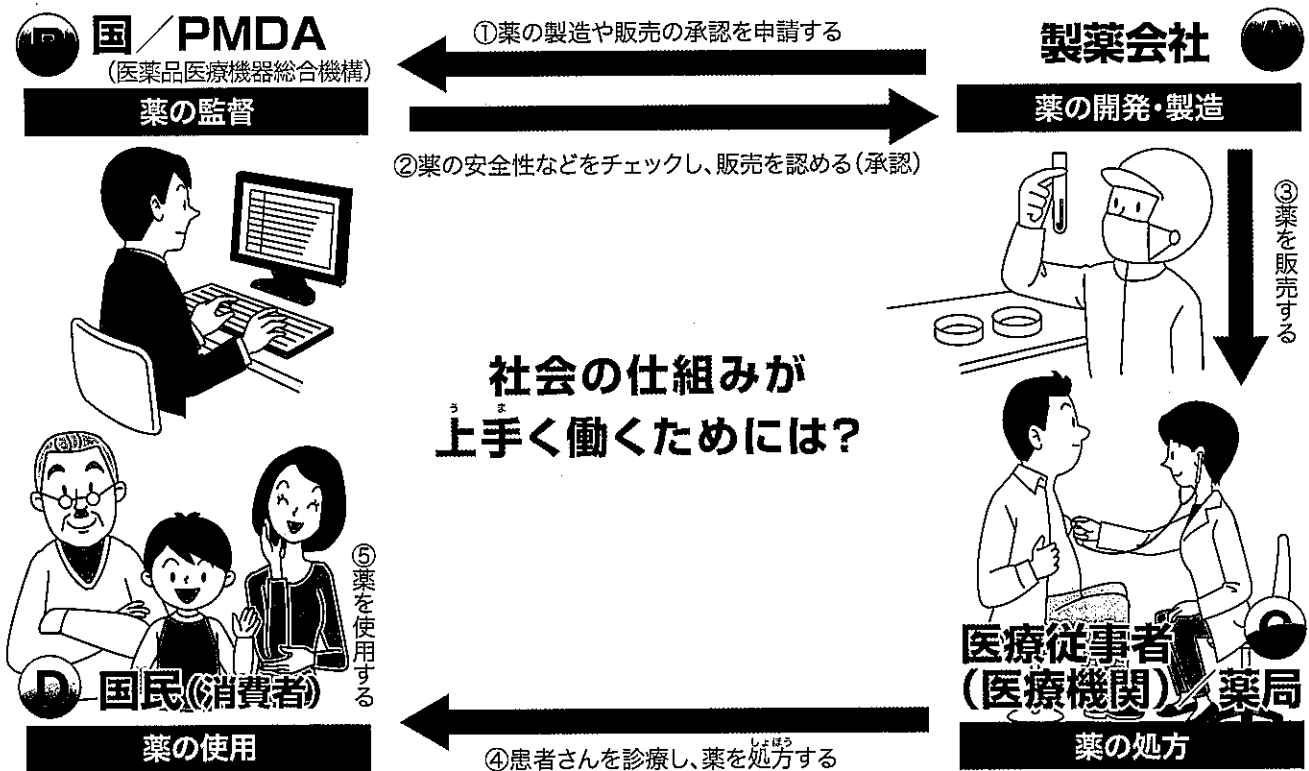 B 国／PMDA
（医薬品医療機器総合機構）
薬の監督
①薬の製造や販売の承認を申請する
②薬の安全性などをチェックし、販売を認める（承認）
製薬会社 A
薬の開発・製造
③薬を販売する
社会の仕組みが
うま
上手く働くためには?
医療従事者 C
（医療機関）／薬局
薬の処方
しょほう
④患者さんを診療し、薬を処方する
⑤薬を使用する
D 国民（消費者）
薬の使用